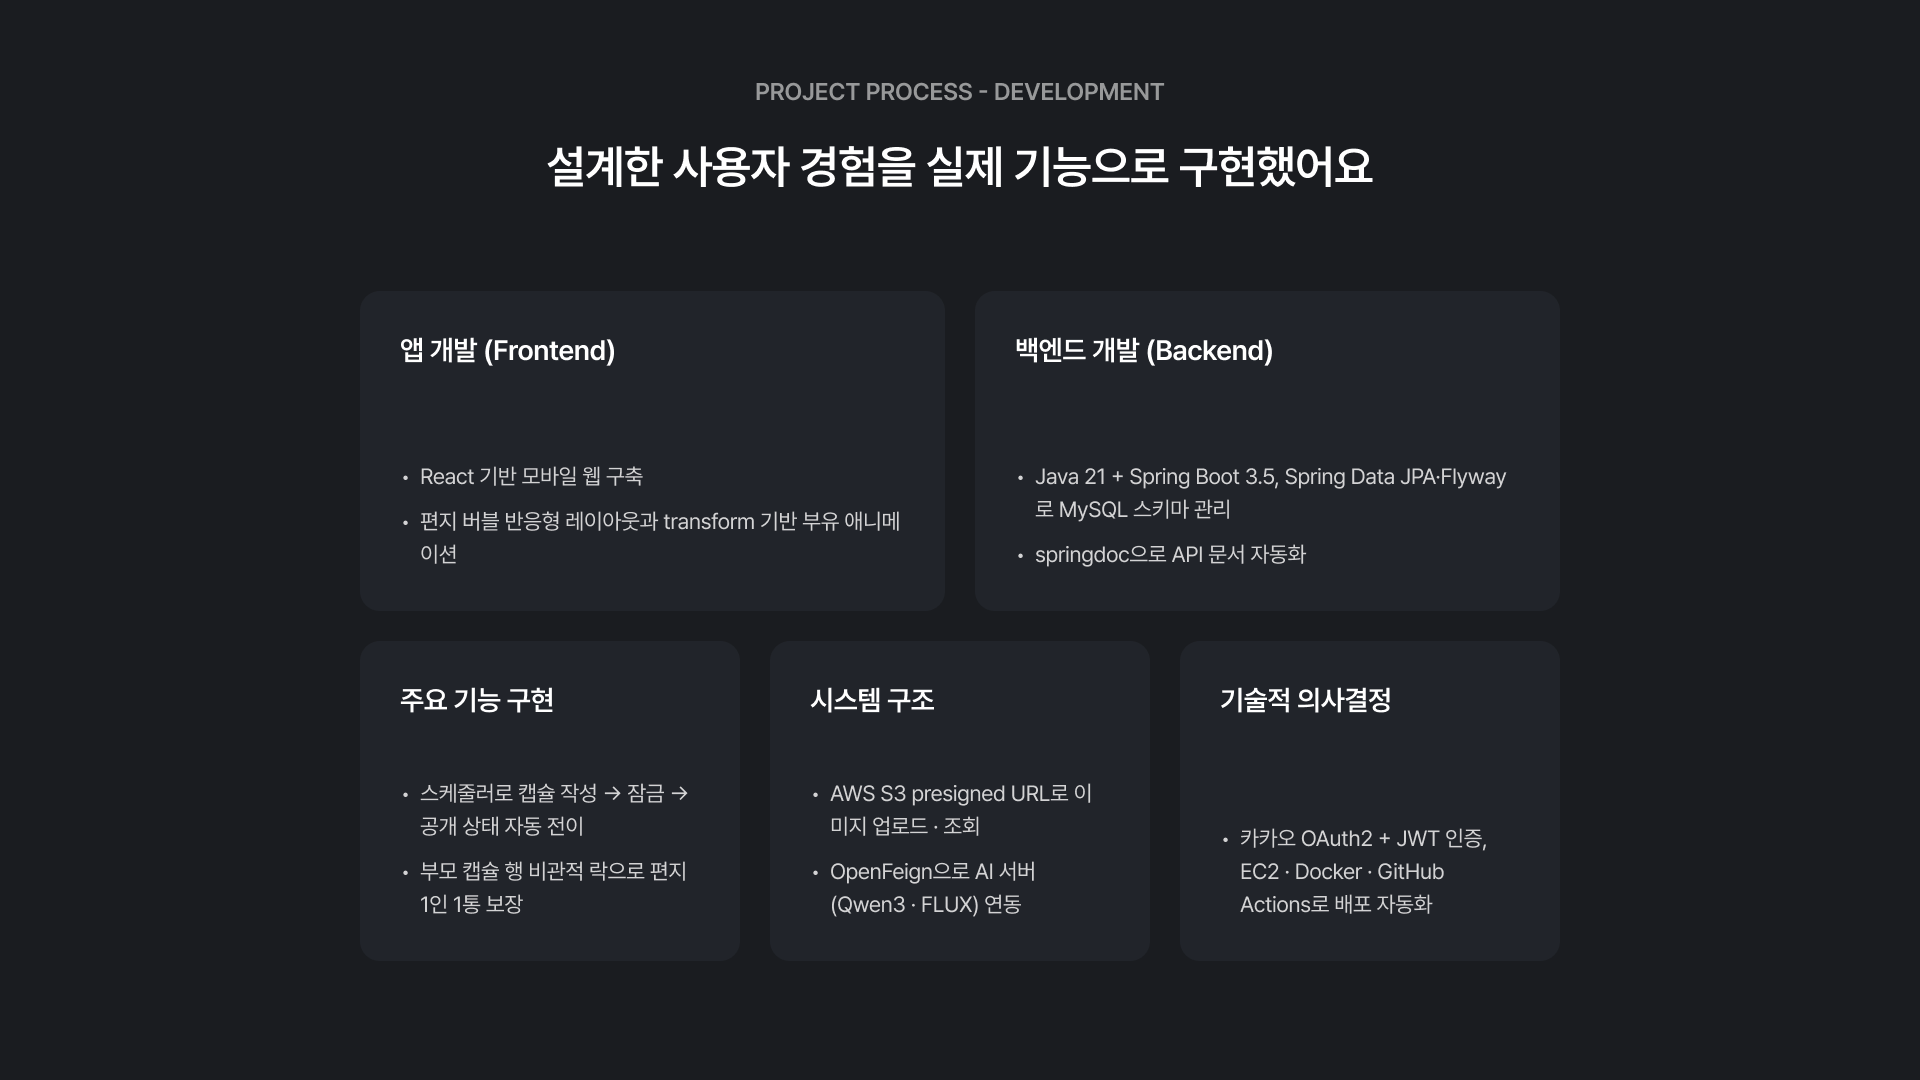 PROJECT PROCESS - DEVELOPMENT
설계한 사용자 경험을 실제 기능으로 구현했어요
앱 개발 (Frontend)
• React 기반 모바일 웹 구축
• 편지 버블 반응형 레이아웃과 transform 기반 부유 애니메
이션
백엔드 개발 (Backend)
• Java 21 + Spring Boot 3.5, Spring Data JPA·Flyway
로 MySQL 스키마 관리
• springdoc으로 API 문서 자동화
주요 기능 구현
• 스케줄러로 캡슐 작성 → 잠금 →
공개 상태 자동 전이
• 부모 캡슐 행 비관적 락으로 편지
1인 1통 보장
시스템 구조
• AWS S3 presigned URL로 이
미지 업로드 · 조회
• OpenFeign으로 AI 서버
(Qwen3 · FLUX) 연동
기술적 의사결정
• 카카오 OAuth2 + JWT 인증,
EC2 · Docker · GitHub
Actions로 배포 자동화